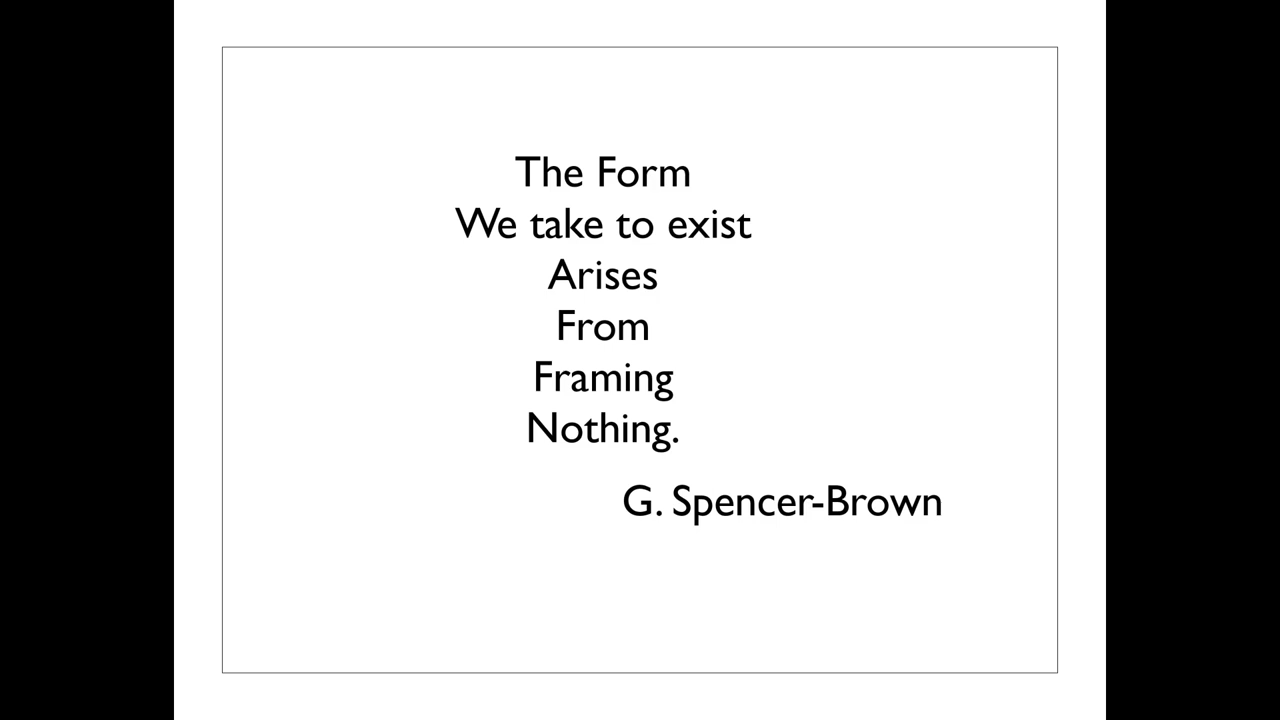 The Form
We take to exist
Arises
From
Framing
Nothing.
G. Spencer-Brown